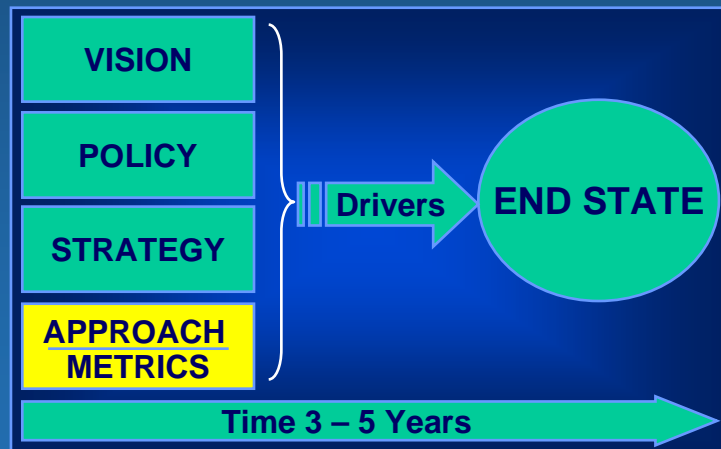 VISION
POLICY
STRATEGY
APPROACH
METRICS
Drivers
END STATE
Time 3 – 5 Years